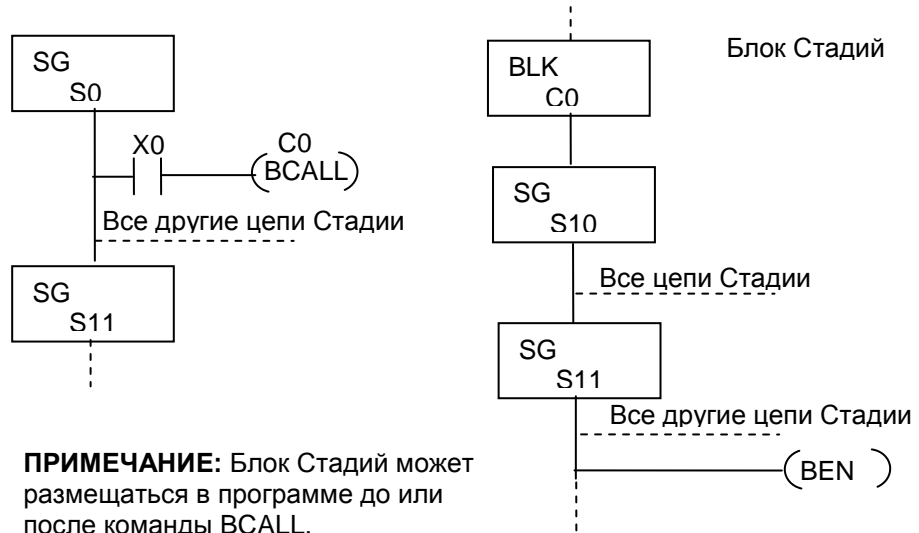 SG
S0
X0
C0
BCALL
Все другие цепи Стадии
SG
S11
ПРИМЕЧАНИЕ: Блок Стадий может
размещаться в программе до или
после команды BCALL.
Блок Стадий
BLK
C0
SG
S10
Все цепи Стадии
SG
S11
Все другие цепи Стадии
BEN